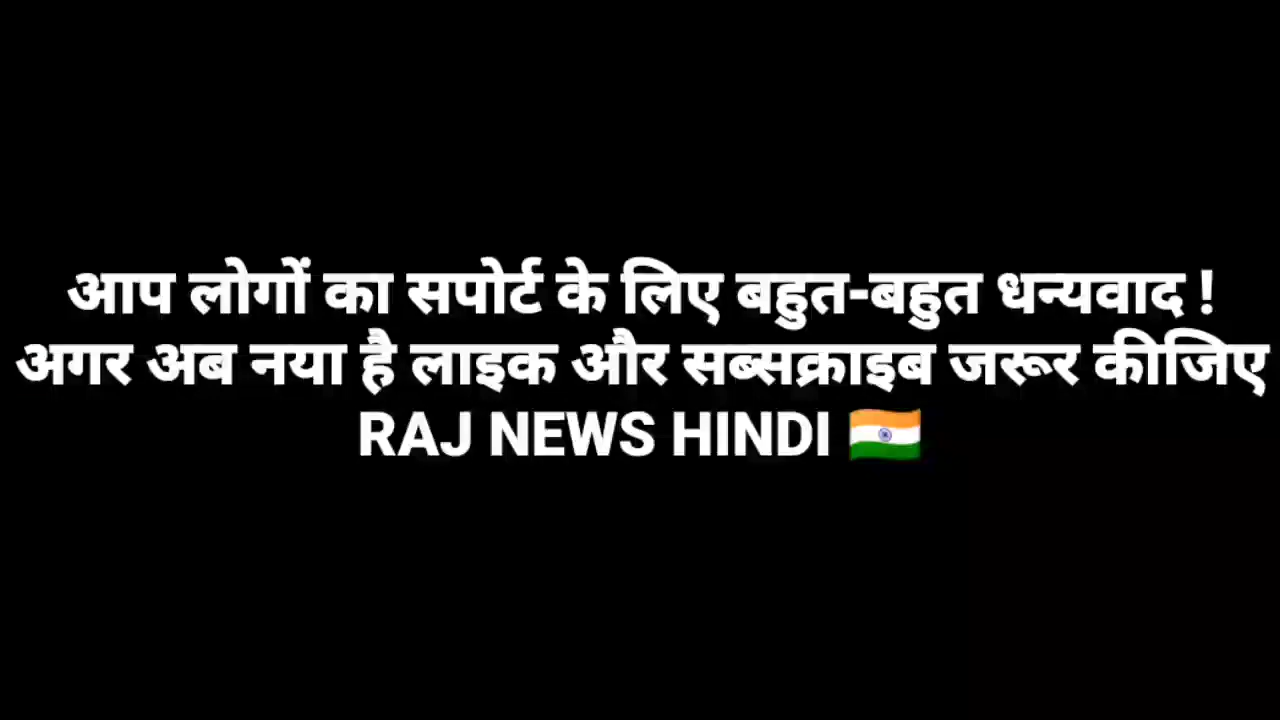 आप लोगों का सपोर्ट के लिए बहुत-बहुत धन्यवाद !
अगर अब नया है लाइक और सब्सक्राइब जरूर कीजिए
RAJ NEWS HINDI 🇮🇳